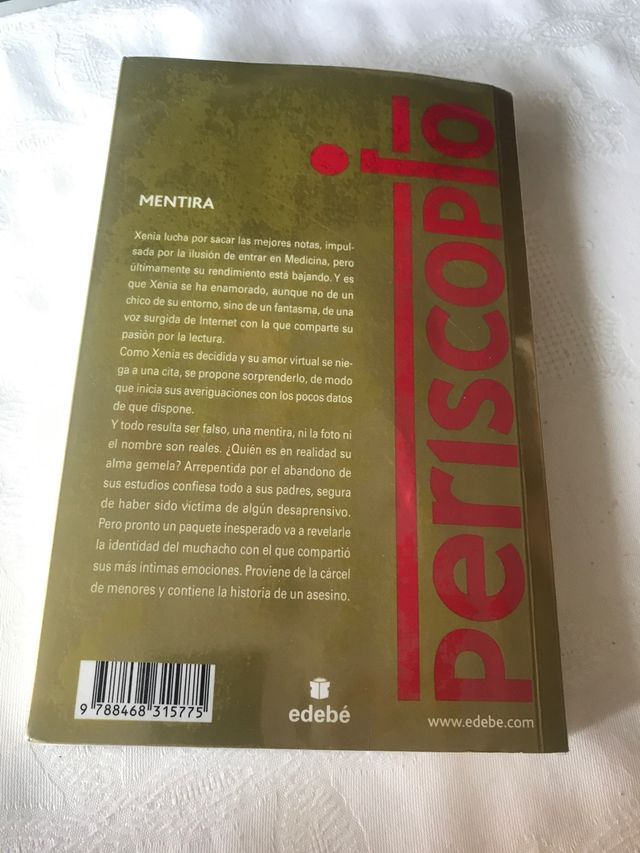 MENTIRA
Xenia lucha por sacar las mejores notas, impul-
sada por la ilusión de entrar en Medicina, pero
últimamente su rendimiento está bajando. Y es
que Xenia se ha enamorado, aunque no de un
chico de su entorno, sino de un fantasma, de una
voz surgida de Internet con la que comparte su
pasión por la lectura.
Como Xenia es decidida y su amor virtual se nie-
ga a una cita, se propone sorprenderlo, de modo
que inicia sus averiguaciones con los pocos datos
de que dispone.
Y todo resulta ser falso, una mentira, ni la foto ni
el nombre son reales. ¿Quién es en realidad su
alma gemela? Arrepentida por el abandono de
sus estudios confiesa todo a sus padres, segura
de haber sido víctima de algún desaprensivo.
Pero pronto un paquete inesperado va a revelarle
la identidad del muchacho con el que compartió
sus más íntimas emociones. Proviene de la cárcel
de menores y contiene la historia de un asesino.
periscopio
9 788468 315775
edebé
www.edebe.com